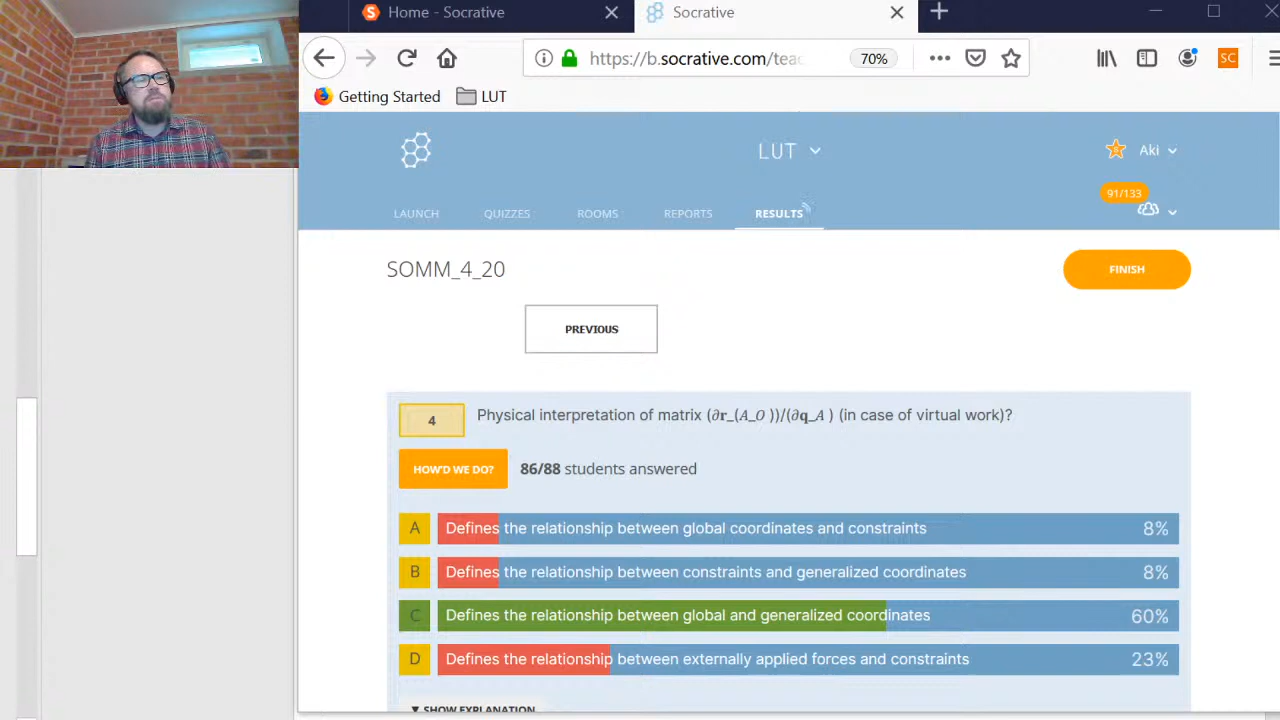 Home - Socrative
Socrative
https://b.socrative.com/teac
70%
SC
Getting Started
LUT
LUT
Aki
91/133
LAUNCH
QUIZZES
ROOMS
REPORTS
RESULTS
SOMM_4_20
FINISH
PREVIOUS
4
Physical interpretation of matrix (∂𝐫_(A_O ))/(∂𝐪_A ) (in case of virtual work)?
HOW'D WE DO?
86/88 students answered
A Defines the relationship between global coordinates and constraints 8%
B Defines the relationship between constraints and generalized coordinates 8%
C Defines the relationship between global and generalized coordinates 60%
D Defines the relationship between externally applied forces and constraints 23%
▼ SHOW EXPLANATION